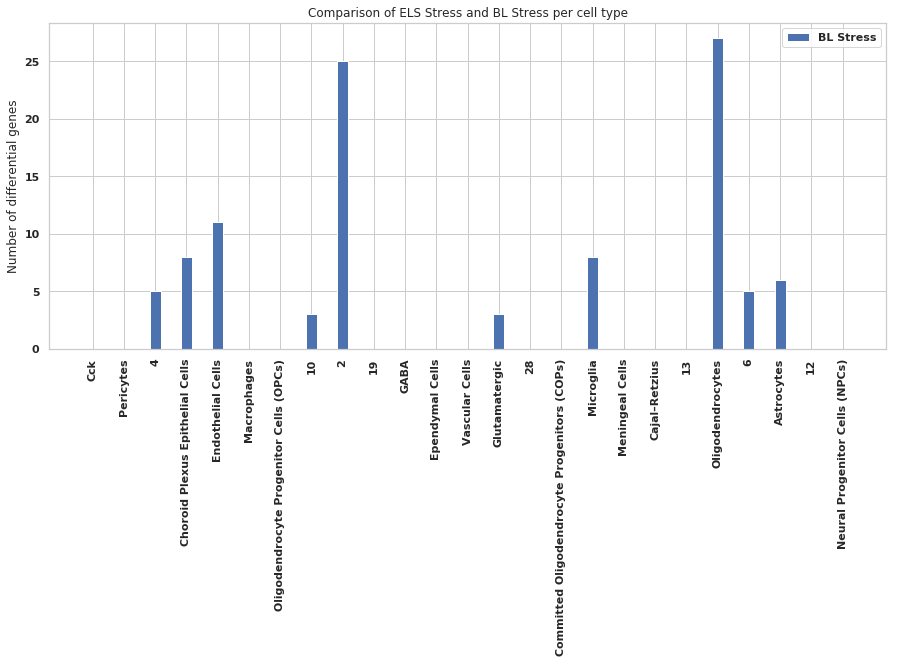 Comparison of ELS Stress and BL Stress per cell type
BL Stress
Number of differential genes
25
20
15
10
5
0
Cck
Pericytes
4
Choroid Plexus Epithelial Cells
Endothelial Cells
Macrophages
Oligodendrocyte Progenitor Cells (OPCs)
10
2
19
GABA
Ependymal Cells
Vascular Cells
Glutamatergic
28
Committed Oligodendrocyte Progenitors (COPs)
Microglia
Meningeal Cells
Cajal–Retzius
13
Oligodendrocytes
6
Astrocytes
12
Neural Progenitor Cells (NPCs)